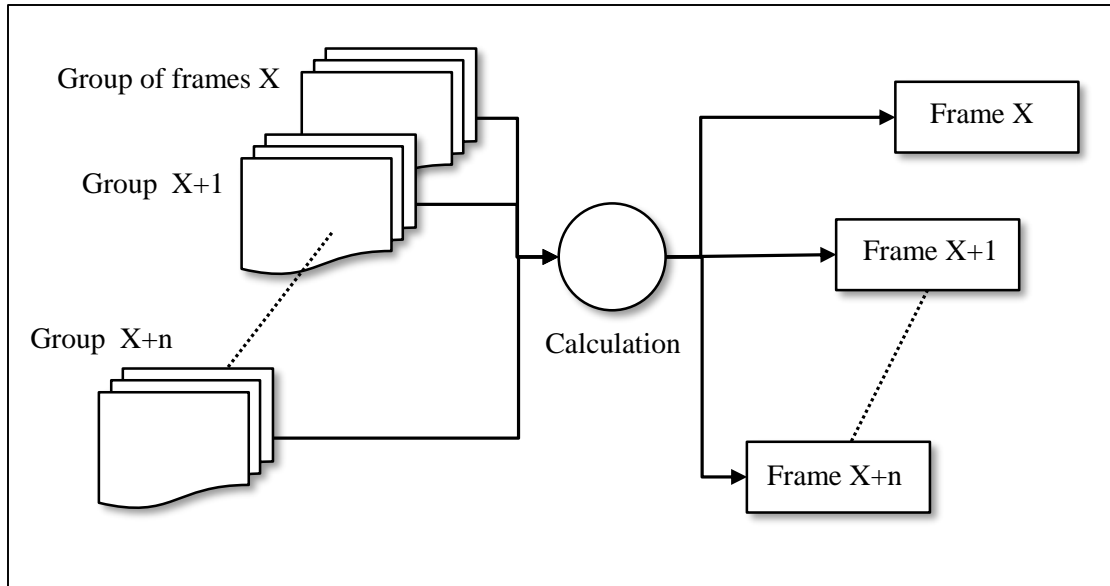 Group of frames X
Frame X
Group X+1
Frame X+1
Group X+n
Calculation
Frame X+n